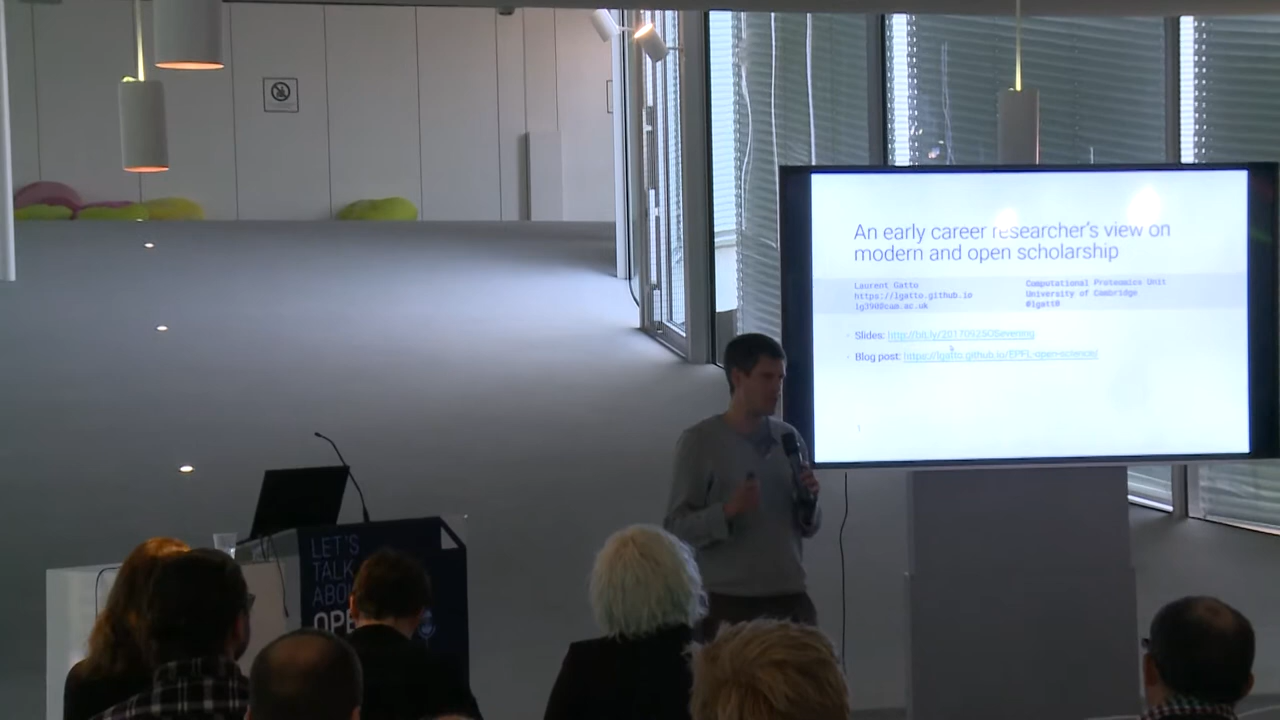 An early career researcher's view on
modern and open scholarship
Laurent Gatto
https://lgatto.github.io
lg390@cam.ac.uk
Computational Proteomics Unit
University of Cambridge
@lgatt0
Slides:
Blog post: https://lgatto.github.io/EPFL-open-science/
LET'S
TALK
ABOU
OPE